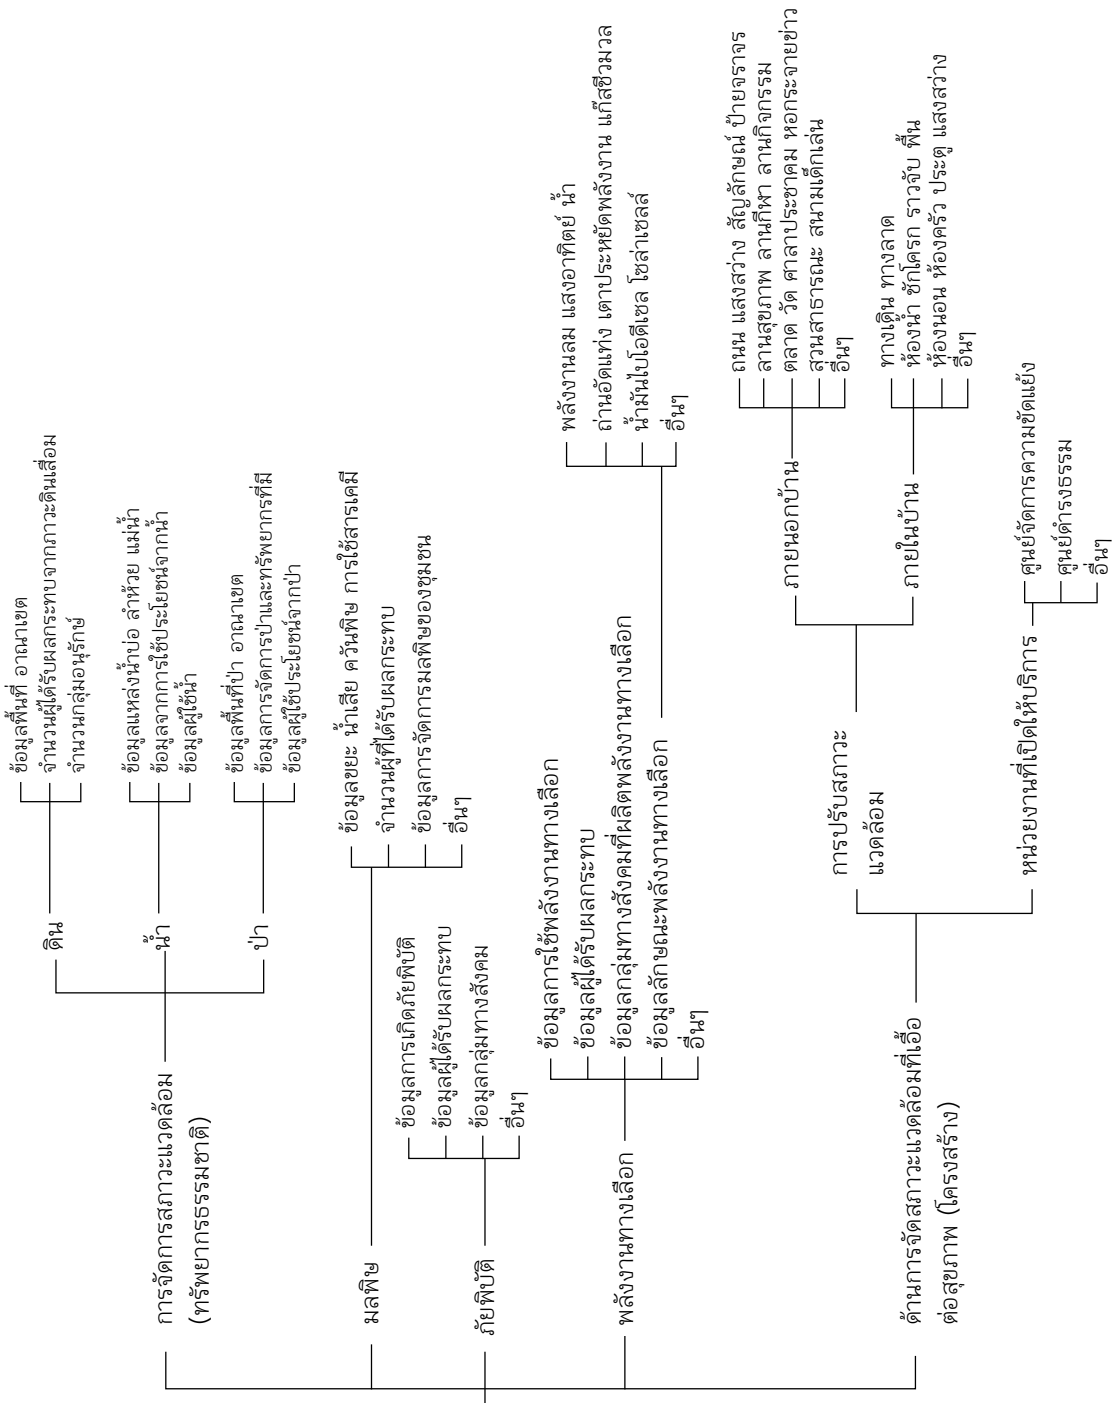 การจัดการสภาวะแวดล้อม
(ทรัพยากรธรรมชาติ)
ดิน
ข้อมูลพื้นที่ อาณาเขต
จำนวนผู้ได้รับผลกระทบจากภาวะดินเสื่อม
จำนวนกลุ่มอนุรักษ์
น้ำ
ข้อมูลแหล่งน้ำบ่อ ลำห้วย แม่น้ำ
ข้อมูลจากการใช้ประโยชน์จากน้ำ
ข้อมูลผู้ใช้น้ำ
ป่า
ข้อมูลพื้นที่ป่า อาณาเขต
ข้อมูลการจัดการป่าและทรัพยากรที่มี
ข้อมูลผู้ใช้ประโยชน์จากป่า
มลพิษ
ข้อมูลขยะ น้ำเสีย ควันพิษ การใช้สารเคมี
จำนวนผู้ที่ได้รับผลกระทบ
ข้อมูลการจัดการมลพิษของชุมชน
อื่นๆ
ภัยพิบัติ
ข้อมูลการเกิดภัยพิบัติ
ข้อมูลผู้ได้รับผลกระทบ
ข้อมูลกลุ่มทางสังคม
อื่นๆ
พลังงานทางเลือก
ข้อมูลการใช้พลังงานทางเลือก
ข้อมูลผู้ได้รับผลกระทบ
ข้อมูลกลุ่มทางสังคมที่ผลิตพลังงานทางเลือก
ข้อมูลลักษณะพลังงานทางเลือก
อื่นๆ
พลังงานลม แสงอาทิตย์ น้ำ
ถ่านอัดแท่ง เตาประหยัดพลังงาน แก๊สชีวมวล
น้ำมันไบโอดีเซล โซล่าเซลล์
อื่นๆ
ด้านการจัดสภาวะแวดล้อมที่เอื้อ
ต่อสุขภาพ (โครงสร้าง)
การปรับสภาวะ
แวดล้อม
ภายนอกบ้าน
ถนน แสงสว่าง สัญลักษณ์ ป้ายจราจร
ลานสุขภาพ ลานกีฬา ลานกิจกรรม
ตลาด วัด ศาลาประชาคม หอกระจายข่าว
สวนสาธารณะ สนามเด็กเล่น
อื่นๆ
ภายในบ้าน
ทางเดิน ทางลาด
ห้องน้ำ ชักโครก ราวจับ พื้น
ห้องนอน ห้องครัว ประตู แสงสว่าง
อื่นๆ
หน่วยงานที่เปิดให้บริการ
ศูนย์จัดการความขัดแย้ง
ศูนย์ดำรงธรรม
อื่นๆ